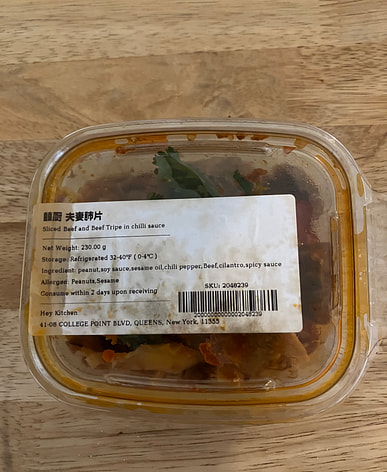 囍厨 夫妻肺片
Sliced Beef and Beef Tripe in chilli sauce
Net Weight: 230.00 g
Storage: Refrigerated 32-40°F ( 0-4°C )
Ingredient: peanut,soy sauce,sesame oil,chili pepper,Beef,cilantro,spicy sauce
Allergen: Peanuts,Sesame
Consume within 2 days upon receiving
SKU: 2048239
2000000000002048239
Hey Kitchen
41-08 COLLEGE POINT BLVD, QUEENS, New York, 11355